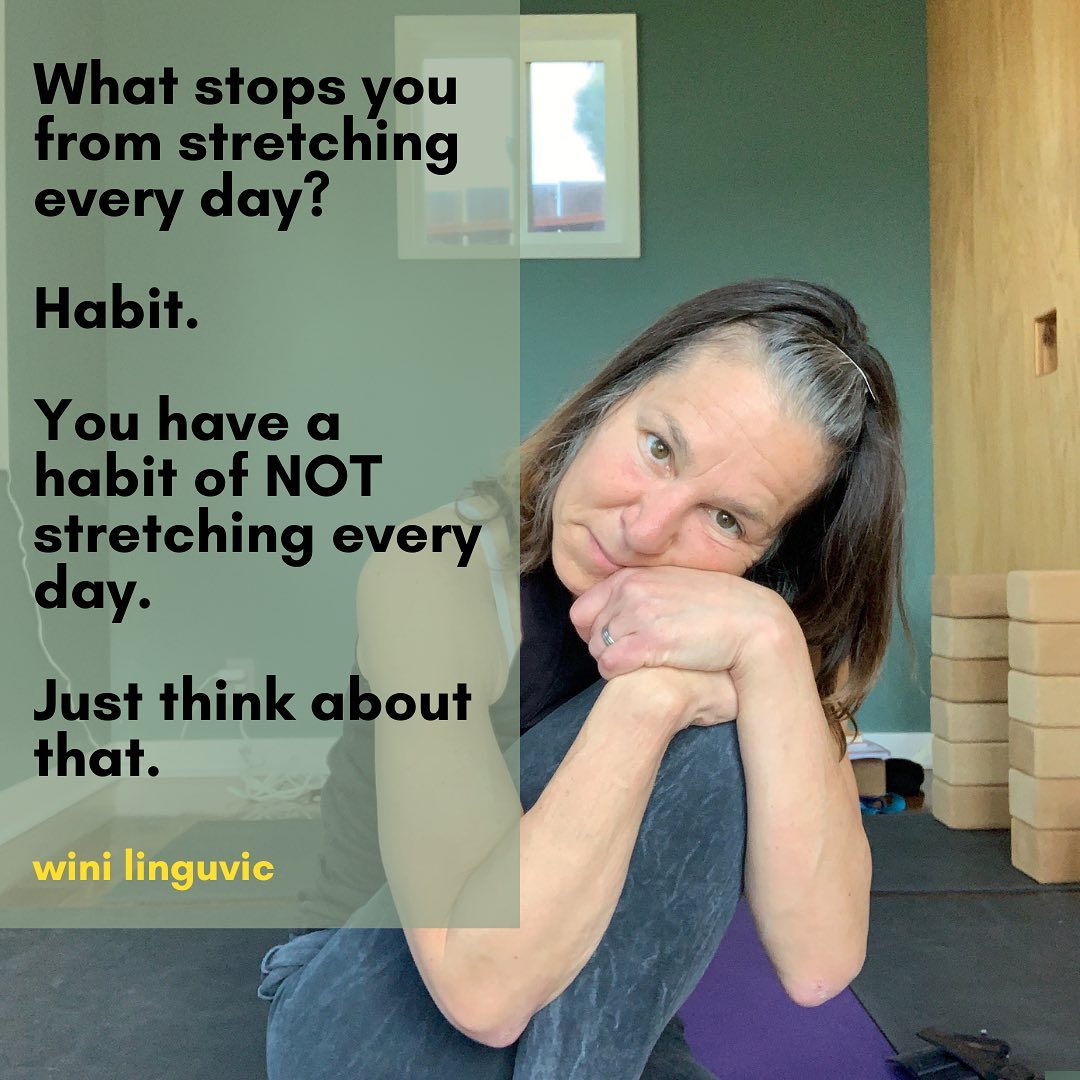 What stops you
from stretching
every day?
Habit.
You have a
habit of NOT
stretching every
day.
Just think about
that.
wini linguvic